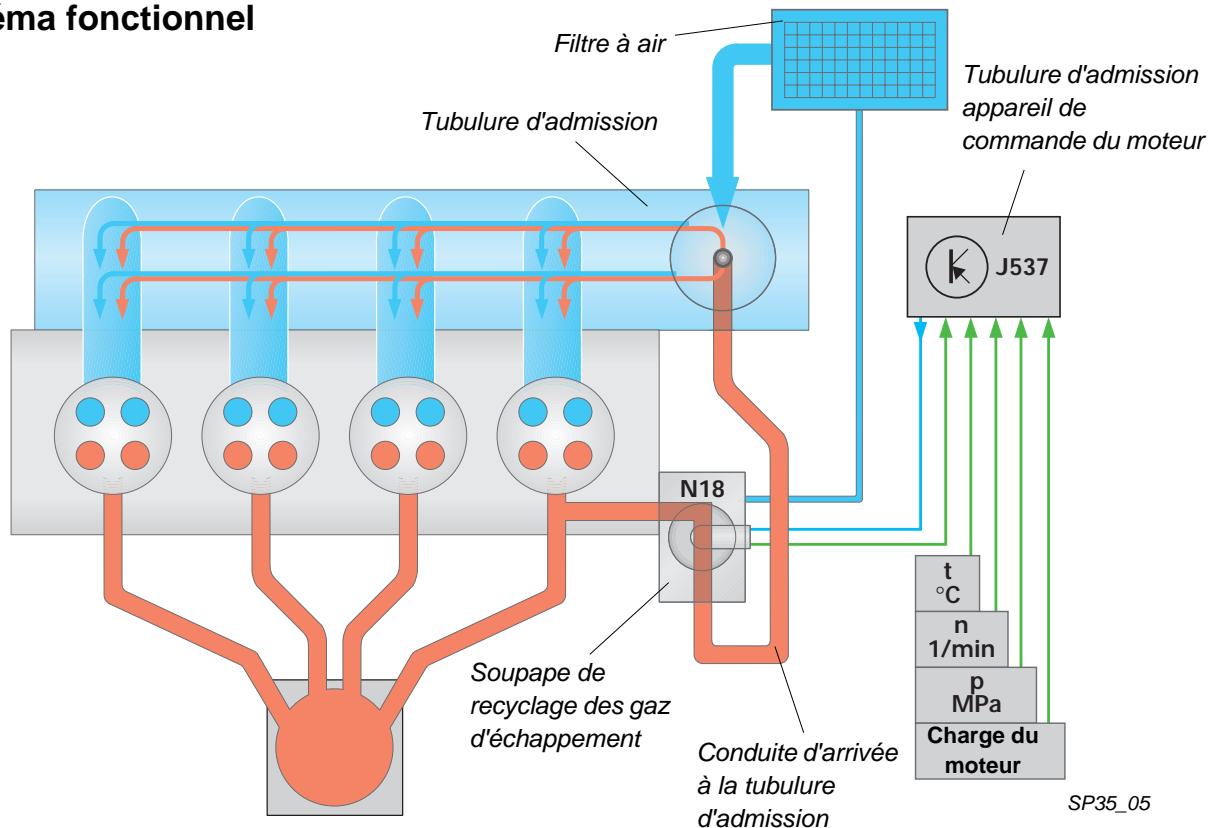 éma fonctionnel
Filtre à air
Tubulure d'admission
appareil de
commande du moteur
Tubulure d'admission
J537
N18
t
°C
n
1/min
p
MPa
Charge du
moteur
Soupape de
recyclage des gaz
d'échappement
Conduite d'arrivée
à la tubulure
d'admission
SP35_05